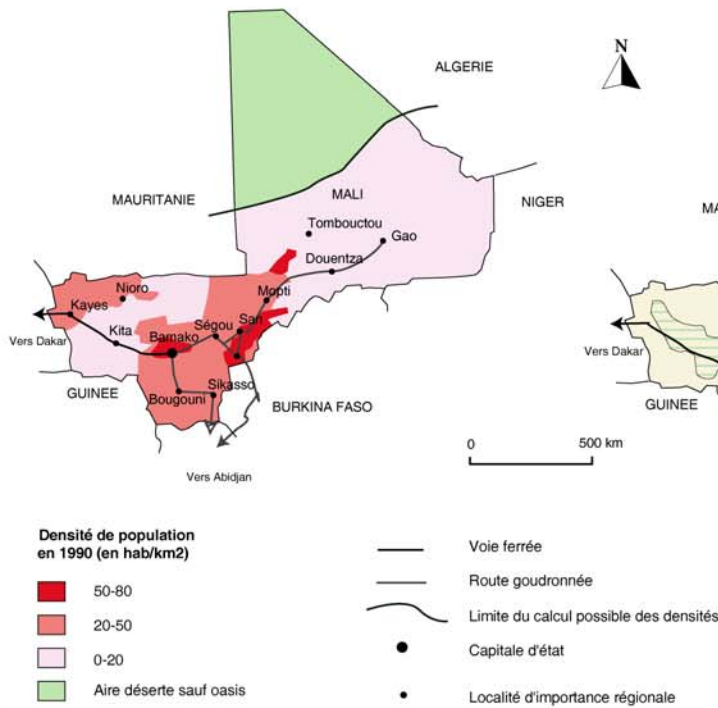 N
ALGERIE
MAURITANIE
MALI
NIGER
MA
Tombouctou
Gao
Douentza
Nioro
Kayes
Mopti
Kita
Bamako
Ségou
San
Vers Dakar
Vers Dakar
GUINEE
Bougouni
Sikasso
BURKINA FASO
GUINEE
0
500 km
Vers Abidjan
Densité de population
en 1990 (en hab/km2)
50-80
20-50
0-20
Aire déserte sauf oasis
Voie ferrée
Route goudronnée
Limite du calcul possible des densités
Capitale d'état
Localité d'importance régionale